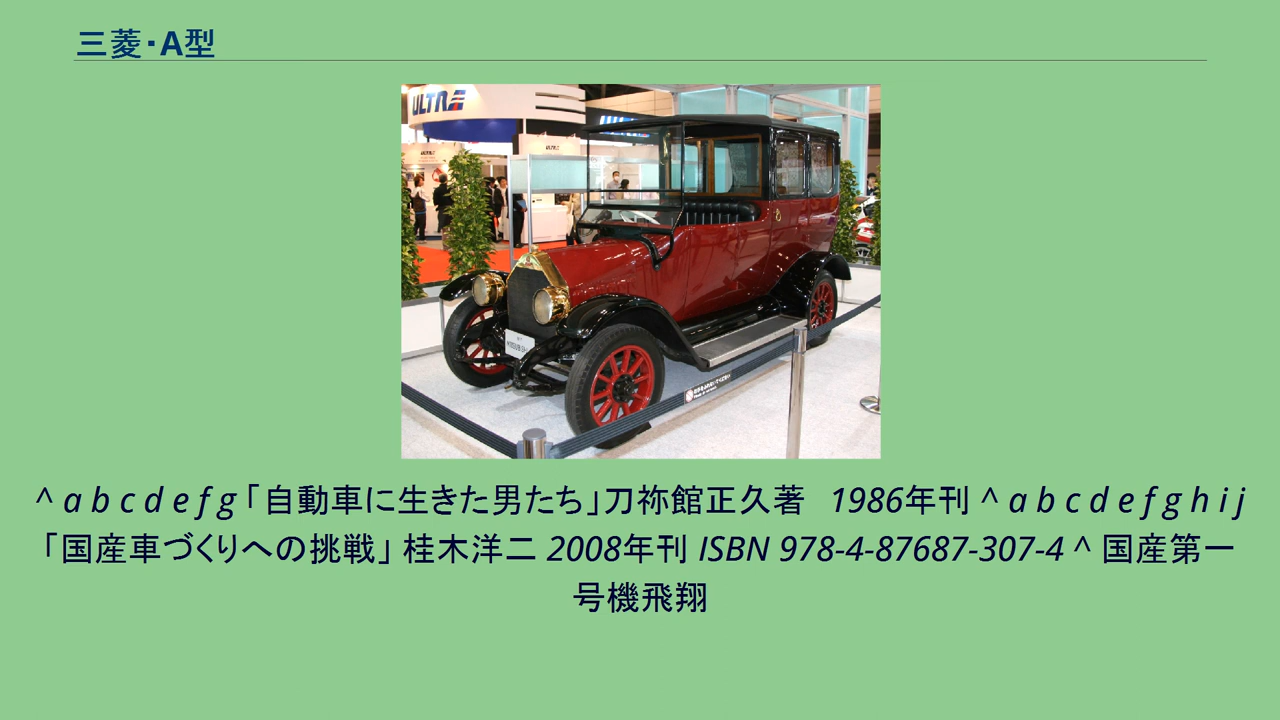 三菱・A型
ULTRA
^ a b c d e f g 「自動車に生きた男たち」刀祢館正久著 1986年刊 ^ a b c d e f g h i j
「国産車づくりへの挑戦」 桂木洋二 2008年刊 ISBN 978-4-87687-307-4 ^ 国産第一
号機飛翔